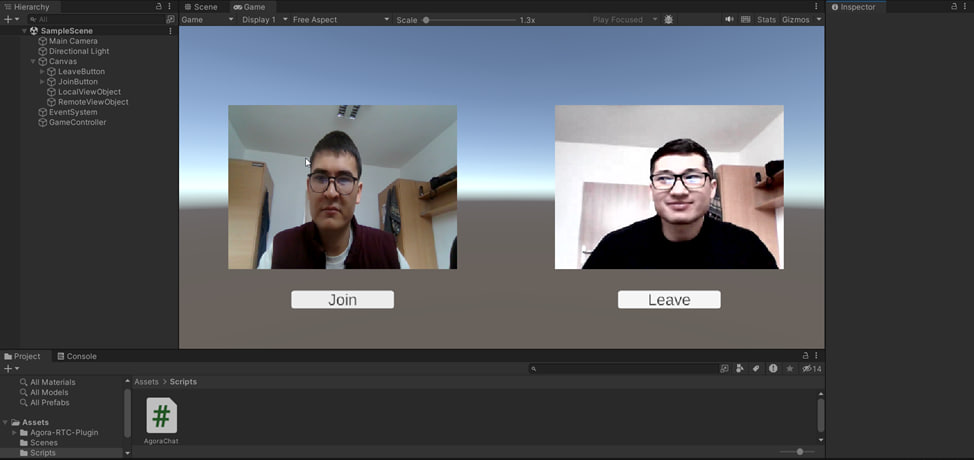 Hierarchy
Scene
Game
Inspector
All
Game
Display 1
Free Aspect
Scale
1.3x
Play Focused
Stats
Gizmos
SampleScene
Main Camera
Directional Light
Canvas
LeaveButton
JoinButton
LocalViewObject
RemoteViewObject
EventSystem
GameController
Join
Leave
Project
Console
14
All Materials
All Models
All Prefabs
Assets
Agora-RTC-Plugin
Scenes
Scripts
Assets > Scripts
#
AgoraChat